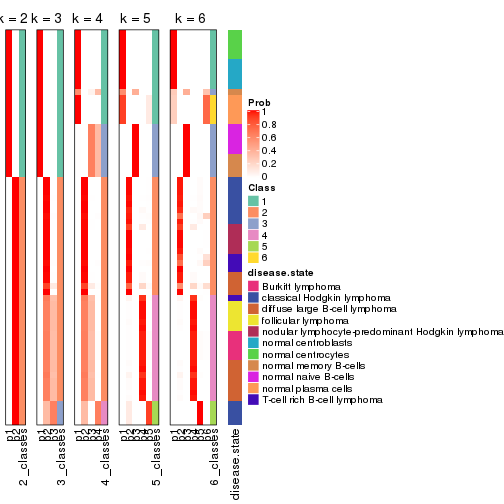 k = 2 k = 3 k = 4 k = 5 k = 6
Prob
1
0.8
0.6
0.4
0.2
0
Class
1
2
3
4
5
6
disease.state
Burkitt lymphoma
classical Hodgkin lymphoma
diffuse large B-cell lymphoma
follicular lymphoma
nodular lymphocyte-predominant Hodgkin lymphoma
normal centroblasts
normal centrocytes
normal memory B-cells
normal naive B-cells
normal plasma cells
T-cell rich B-cell lymphoma
p1
p2
2_classes
p1
p2
p3
3_classes
p1
p2
p3
p4
4_classes
p1
p2
p3
p4
p5
5_classes
p1
p2
p3
p4
p5
p6
6_classes
disease.state